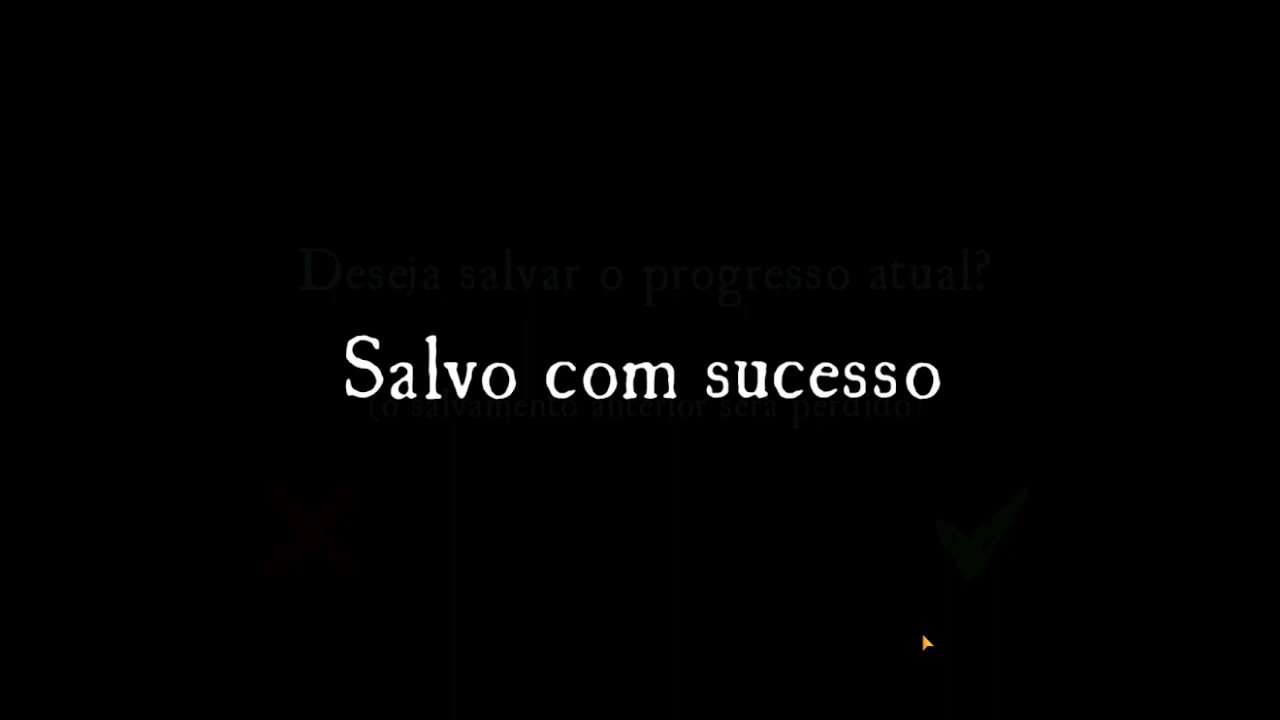 Deseja salvar o progresso atual?
Salvo com sucesso
(o salvamento anterior será perdido)